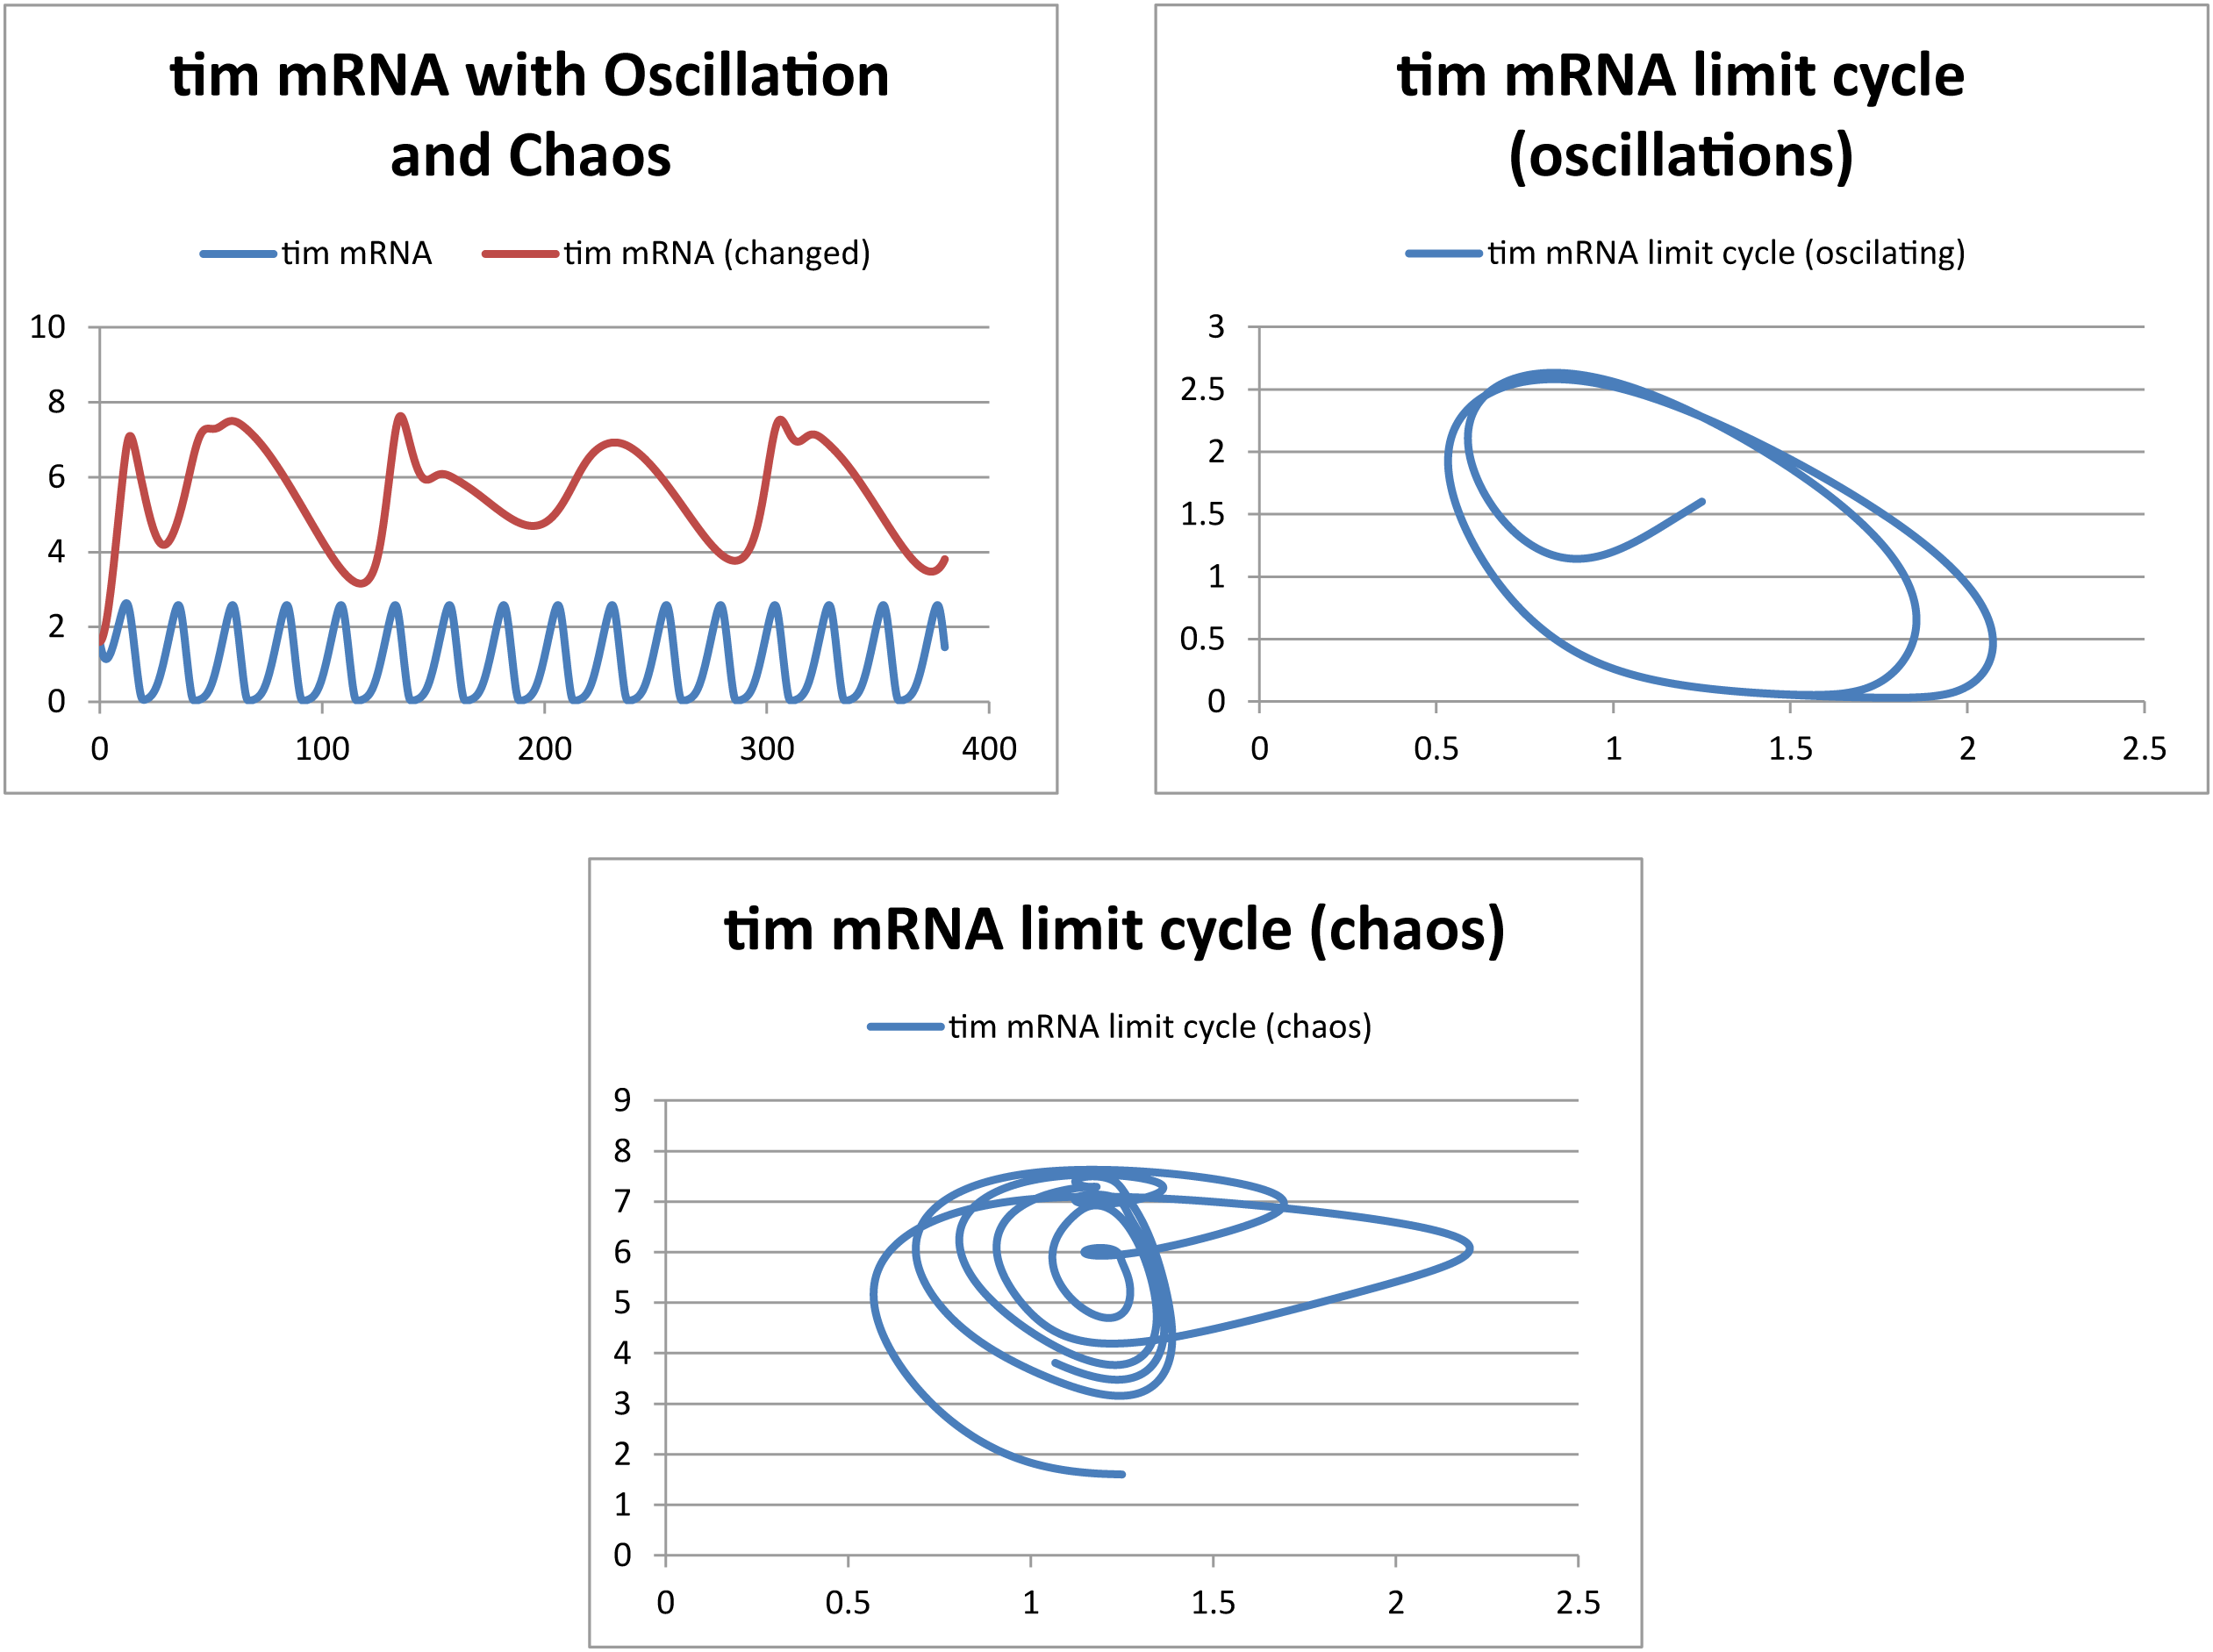 tim mRNA with Oscillation
and Chaos
tim mRNA tim mRNA (changed)
10
8
6
4
2
0
0 100 200 300 400
tim mRNA limit cycle
(oscillations)
tim mRNA limit cycle (oscilating)
3
2.5
2
1.5
1
0.5
0
0 0.5 1 1.5 2 2.5
tim mRNA limit cycle (chaos)
tim mRNA limit cycle (chaos)
9
8
7
6
5
4
3
2
1
0
0 0.5 1 1.5 2 2.5